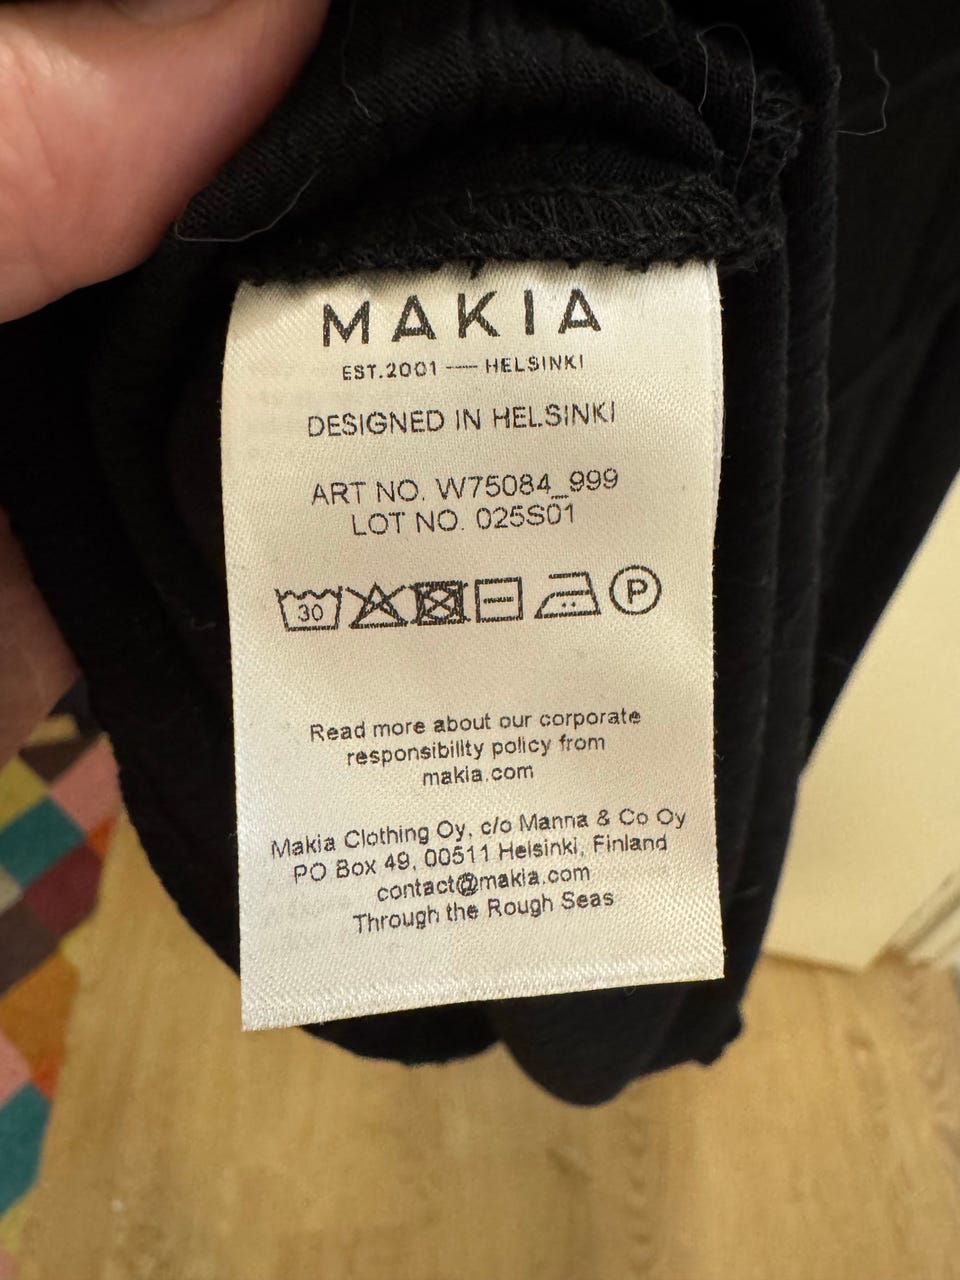 MAKIA
EST.2001 — HELSINKI
DESIGNED IN HELSINKI
ART NO. W75084_999
LOT NO. 025S01
30 P
Read more about our corporate
responsibility policy from
makia.com
Makia Clothing Oy, c/o Manna & Co Oy
PO Box 49, 00511 Helsinki, Finland
contact@makia.com
Through the Rough Seas